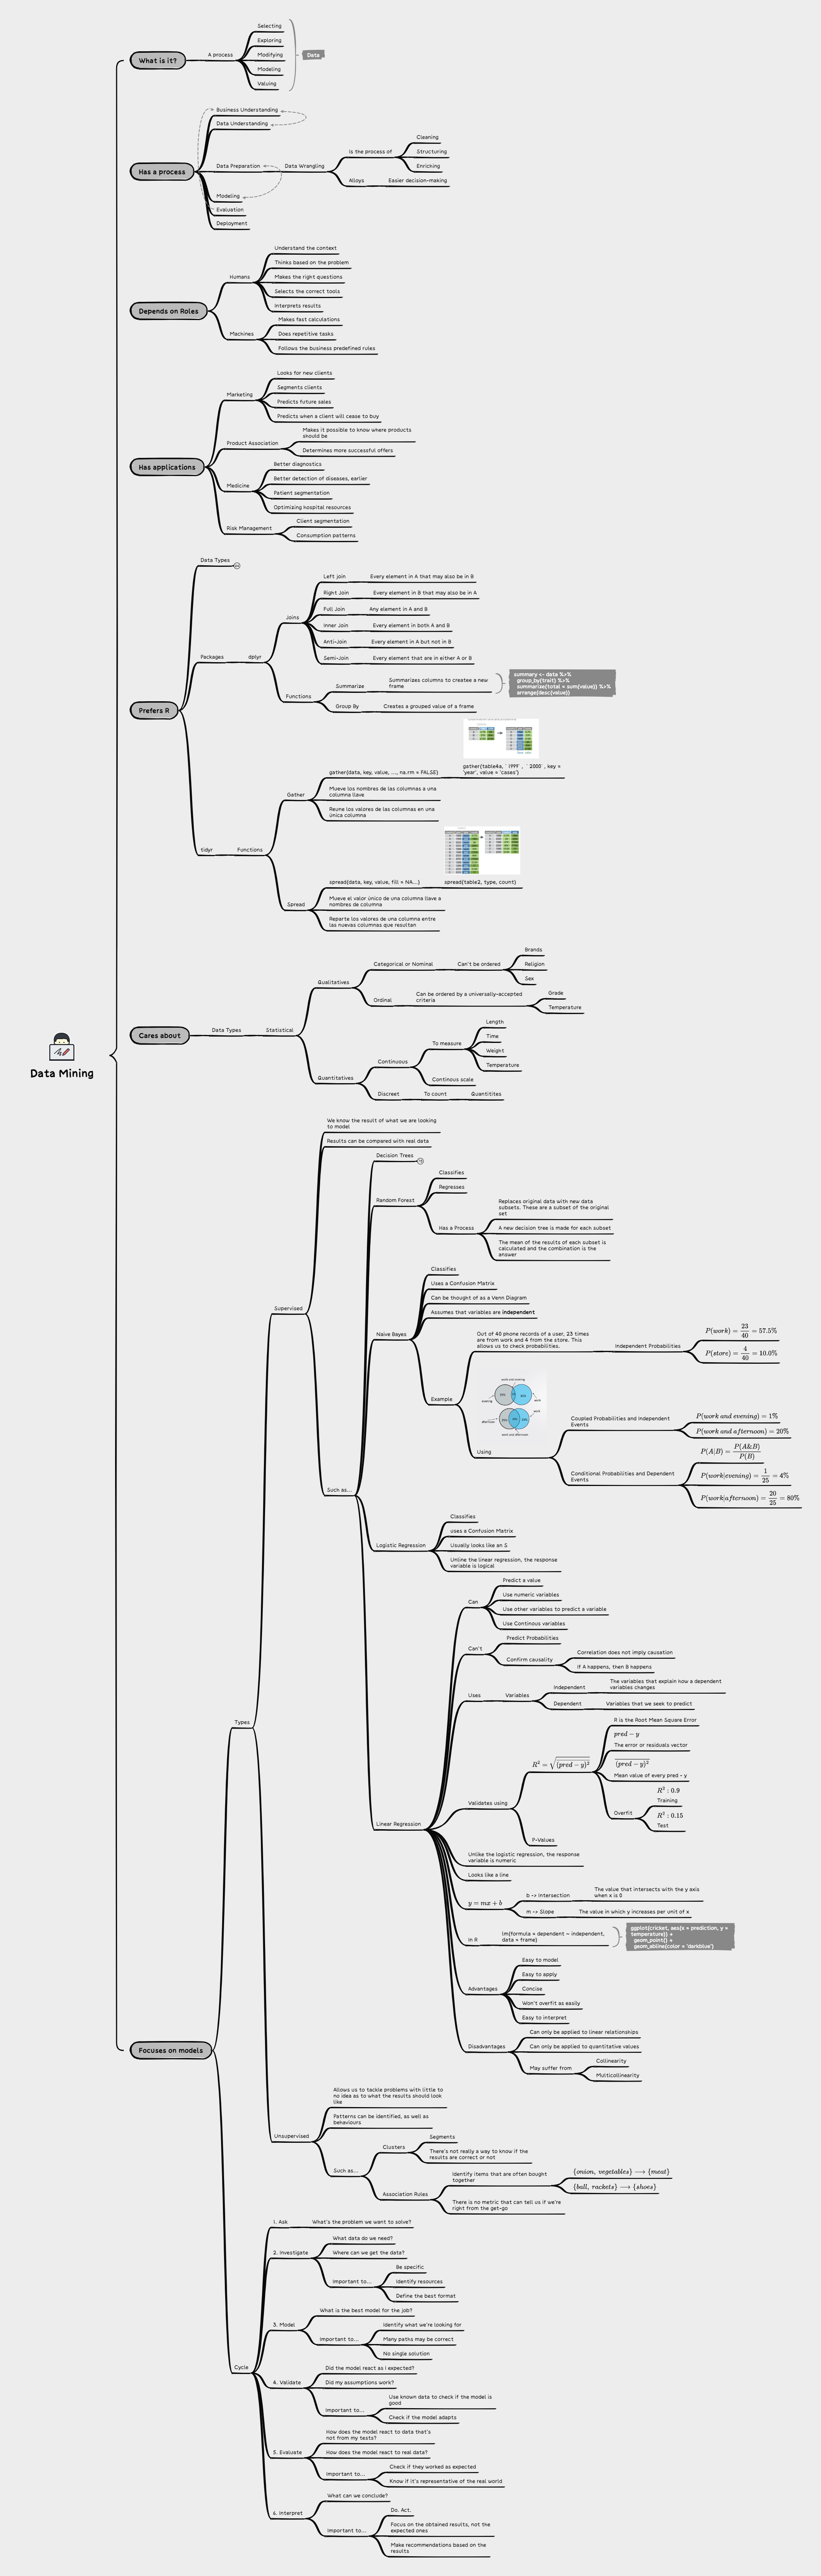 Data Mining
What is it?
A process
Selecting
Exploring
Modifying
Modeling
Valuing
Data
Has a process
Business Understanding
Data Understanding
Data Preparation
Data Wrangling
Is the process of
Cleaning
Structuring
Enriching
Alloys
Easier decision-making
Modeling
Evaluation
Deployment
Depends on Roles
Humans
Understand the context
Thinks based on the problem
Makes the right questions
Selects the correct tools
Interprets results
Machines
Makes fast calculations
Does repetitive tasks
Follows the business predefined rules
Has applications
Marketing
Looks for new clients
Segments clients
Predicts future sales
Predicts when a client will cease to buy
Product Association
Makes it possible to know where products
should be
Determines more successful offers
Medicine
Better diagnostics
Better detection of diseases, earlier
Patient segmentation
Optimizing hospital resources
Risk Management
Client segmentation
Consumption patterns
Prefers R
Data Types
Packages
dplyr
Joins
Left join
Every element in A that may also be in B
Right Join
Every element in B that may also be in A
Full Join
Any element in A and B
Inner Join
Every element in both A and B
Anti-Join
Every element in A but not in B
Semi-Join
Every element that are in either A or B
Functions
Summarize
Summarizes columns to createe a new
frame
summary <- data %>%
group_by(trait) %>%
summarize(total = sum(value)) %>%
arrange(desc(value))
Group By
Creates a grouped value of a frame
tidyr
Functions
Gather
gather(data, key, value, ..., na.rm = FALSE)
gather(table4a, `1999`, `2000`, key =
'year', value = 'cases')
Mueve los nombres de las columnas a una
columna llave
Reune los valores de las columnas en una
única columna
Spread
spread(data, key, value, fill = NA...)
spread(table2, type, count)
Mueve el valor único de una columna llave a
nombres de columna
Reparte los valores de una columna entre
las nuevas columnas que resulten
Cares about
Data Types
Statistical
Qualitatives
Categorical or Nominal
Can't be ordered
Brands
Religion
Sex
Ordinal
Can be ordered by a universally-accepted
criteria
Grade
Temperature
Quantitatives
Continuous
To measure
Length
Time
Weight
Temperature
Continous scale
Discreet
To count
Quantitites
Focuses on models
Types
Supervised
We know the result of what we are looking
to model
Results can be compared with real data
Such as...
Decision Trees
Random Forest
Classifies
Regresses
Has a Process
Replaces original data with new data
subsets. These are a subset of the original
set
A new decision tree is made for each subset
The mean of the results of each subset is
calculated and the combination is the
answer
Naive Bayes
Classifies
Uses a Confusion Matrix
Can be thought of as a Venn Diagram
Assumes that variables are independent
Example
Out of 40 phone records of a user, 23 times
are from work and 4 from the store. This
allows us to check probabilities.
Independent Probabilities
P(work) = 23/40 = 57.5%
P(store) = 4/40 = 10.0%
work and evening
evening
work
afternoon
work
work and afternoon
Using
Coupled Probabilities and Independent
Events
P(work and evening) = 1%
P(work and afternoon) = 20%
Conditional Probabilities and Dependent
Events
P(A|B) = P(A&B)/P(B)
P(work|evening) = 1/25 = 4%
P(work|afternoon) = 20/25 = 80%
Logistic Regression
Classifies
uses a Confusion Matrix
Usually looks like an S
Unline the linear regression, the response
variable is logical
Linear Regression
Can
Predict a value
Use numeric variables
Use other variables to predict a variable
Use Continous variables
Can't
Predict Probabilities
Confirm causality
Correlation does not imply causation
If A happens, then B happens
Uses
Variables
Independent
The variables that explain how a dependent
variables changes
Dependent
Variables that we seek to predict
Validates using
R² = √(pred − y)²
R is the Root Mean Square Error
pred − y
The error or residuals vector
(pred − y)²
Mean value of every pred - y
Overfit
R² : 0.9
Training
R² : 0.15
Test
P-Values
Unlike the logistic regression, the response
variable is numeric
Looks like a line
y = mx + b
b -> Intersection
The value that intersects with the y axis
when x is 0
m -> Slope
The value in which y increases per unit of x
in R
lm(formula = dependent ~ independent,
data = frame)
ggplot(cricket, aes(x = prediction, y =
temperature)) +
geom_point() +
geom_abline(color = 'darkblue')
Advantages
Easy to model
Easy to apply
Concise
Won't overfit as easily
Easy to interpret
Disadvantages
Can only be applied to linear relationships
Can only be applied to quantitative values
May suffer from
Collinearity
Multicollinearity
Unsupervised
Allows us to tackle problems with little to
no idea as to what the results should look
like
Patterns can be identified, as well as
behaviours
Such as...
Clusters
Segments
There's not really a way to know if the
results are correct or not
Association Rules
Identify items that are often bought
together
{onion, vegetables} ⟶ {meat}
{ball, rackets} ⟶ {shoes}
There is no metric that can tell us if we're
right from the get-go
Cycle
1. Ask
What's the problem we want to solve?
2. Investigate
What data do we need?
Where can we get the data?
Important to...
Be specific
Identify resources
Define the best format
3. Model
What is the best model for the job?
Important to...
Identify what we're looking for
Many paths may be correct
No single solution
4. Validate
Did the model react as I expected?
Did my assumptions work?
Important to...
Use known data to check if the model is
good
Check if the model adapts
5. Evaluate
How does the model react to data that's
not from my tests?
How does the model react to real data?
Important to...
Check if they worked as expected
Know if it's representative of the real world
6. Interpret
What can we conclude?
Important to...
Do. Act.
Focus on the obtained results, not the
expected ones
Make recommendations based on the
results